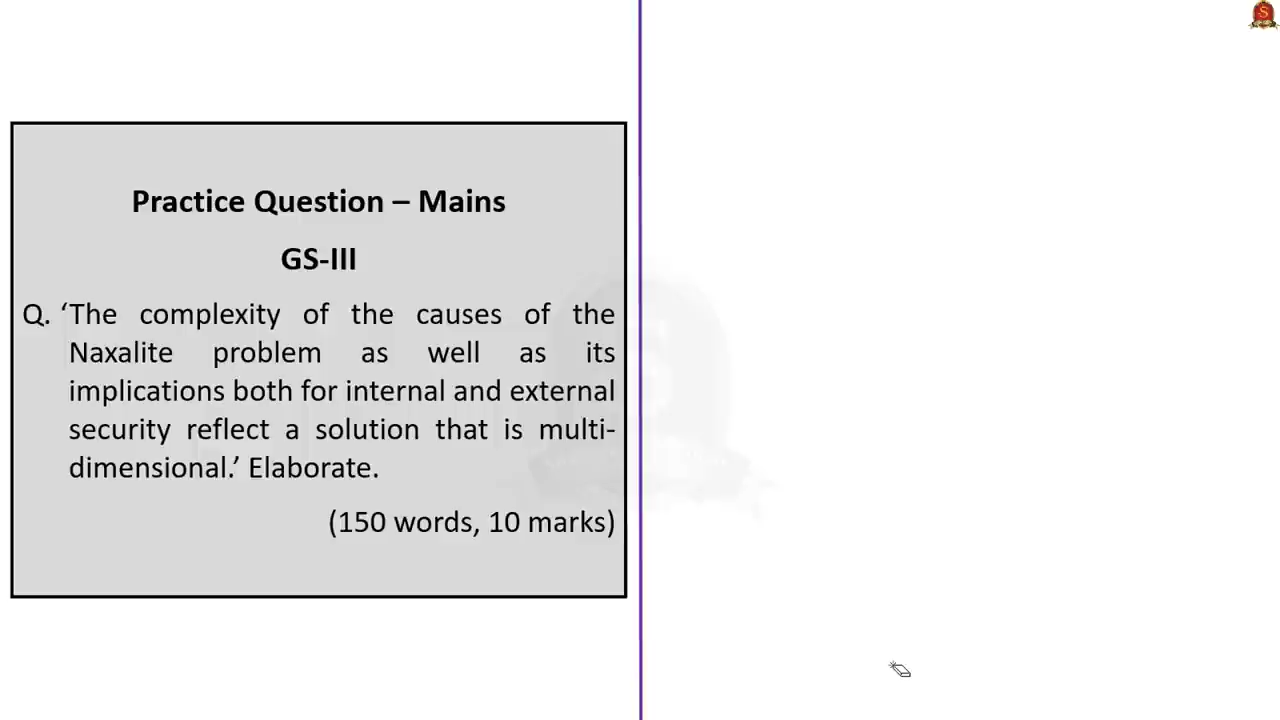 Practice Question – Mains
GS-III
Q. ‘The complexity of the causes of the
Naxalite problem as well as its
implications both for internal and external
security reflect a solution that is multi-
dimensional.’ Elaborate.
(150 words, 10 marks)